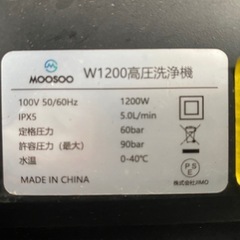 MOOSOO
W1200高圧洗浄機
100V 50/60Hz 1200W
IPX5 5.0L/min
定格圧力 60bar
許容圧力（最大） 90bar
水温 0-40℃
PSE
MADE IN CHINA
株式会社JIMO